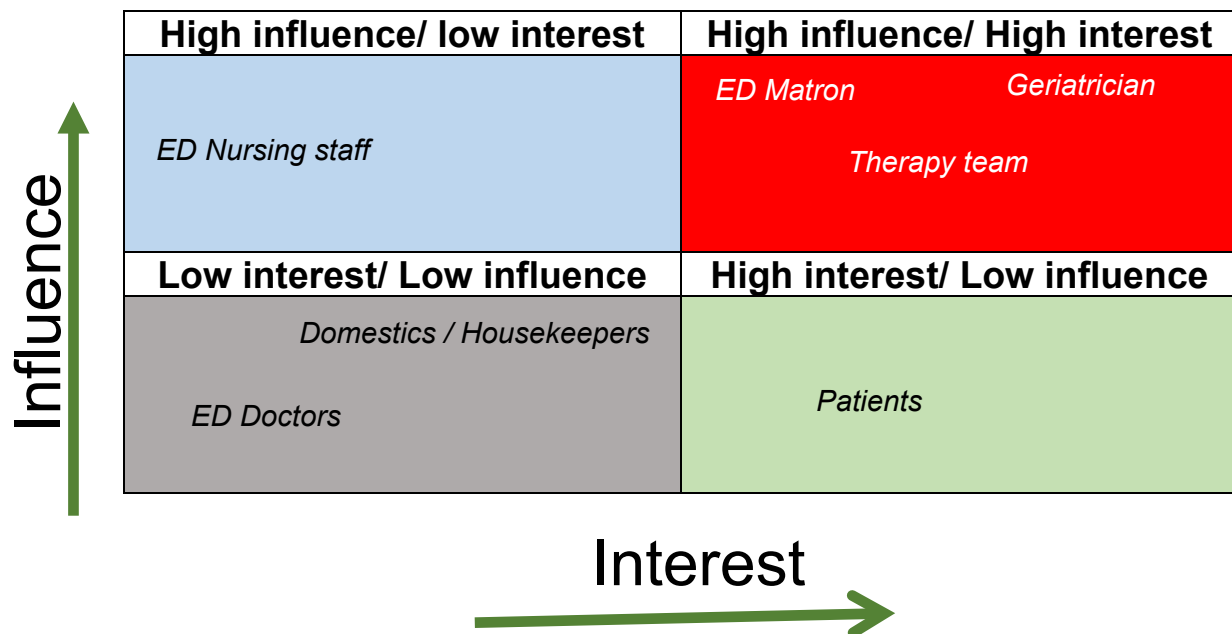 High influence/ low interest
High influence/ High interest
ED Matron
Geriatrician
ED Nursing staff
Therapy team
Influence
Low interest/ Low influence
High interest/ Low influence
Domestics / Housekeepers
ED Doctors
Patients
Interest